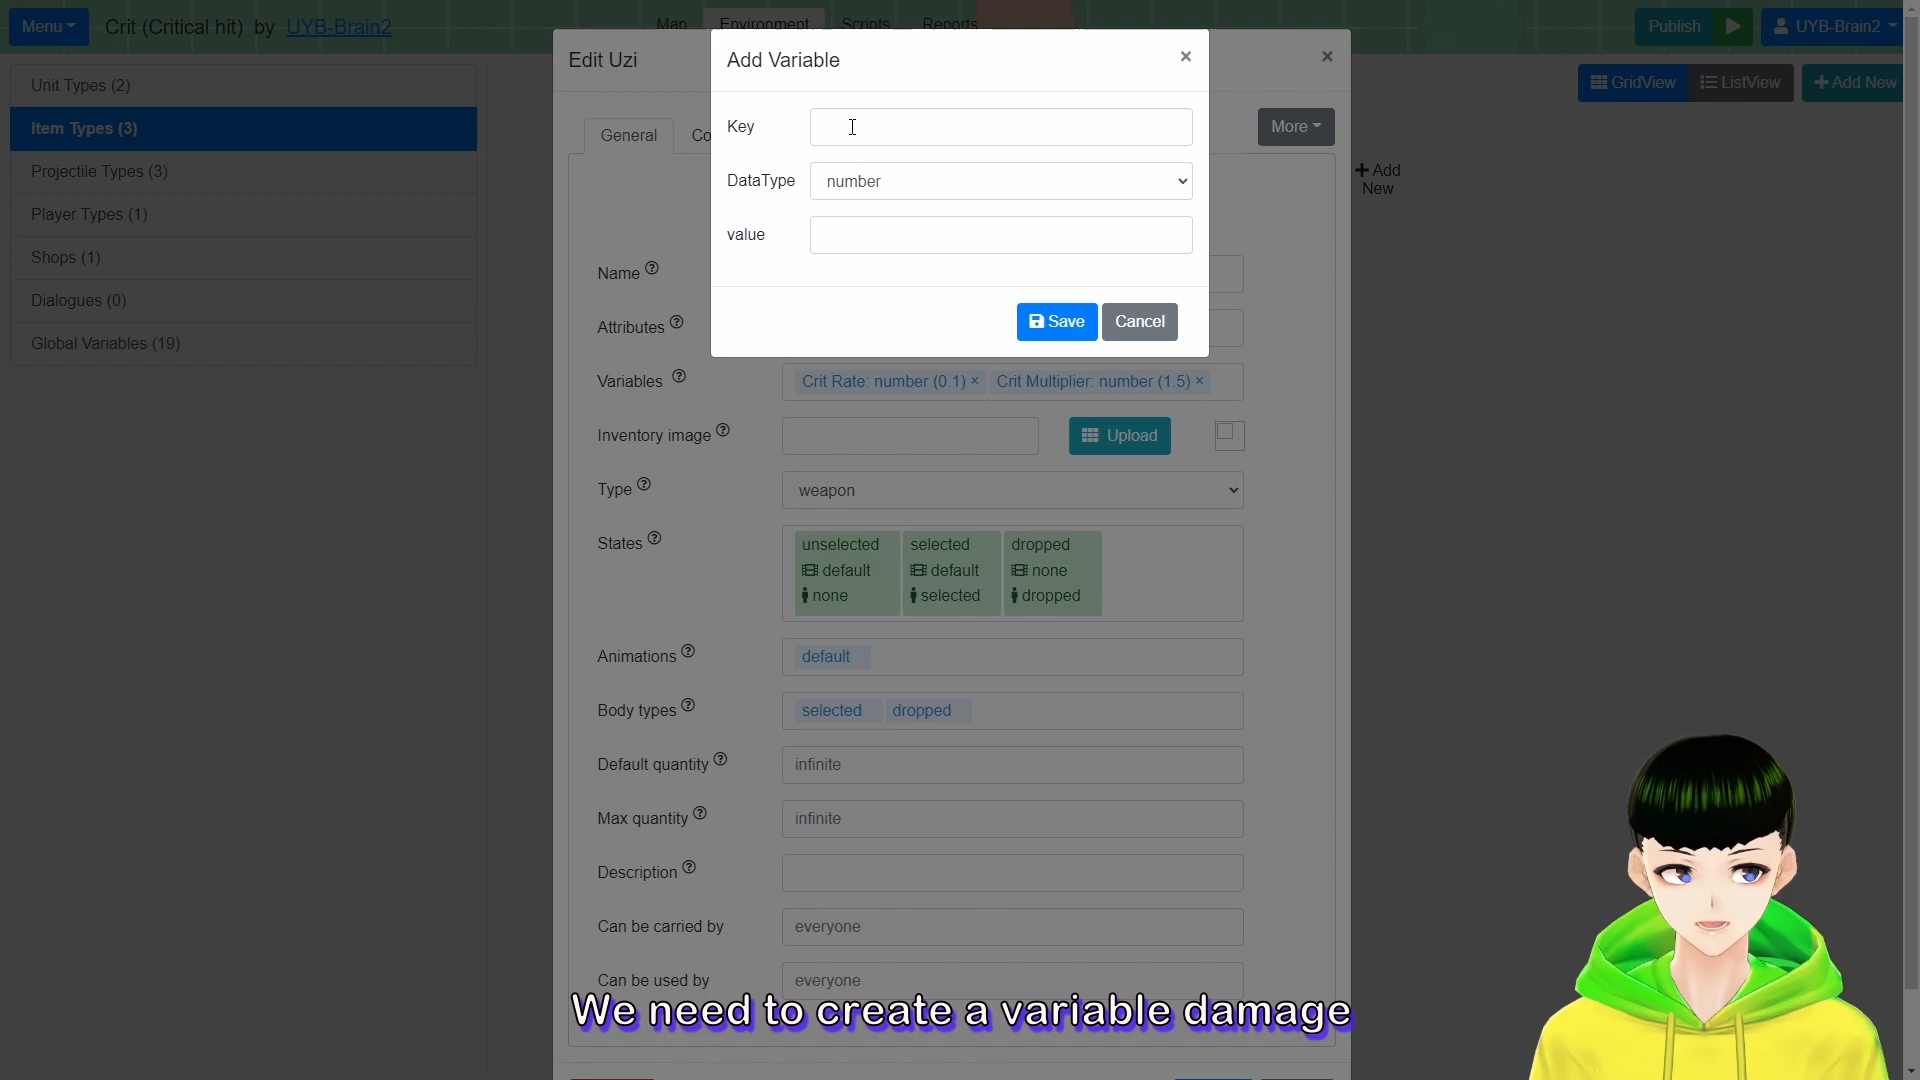 Menu
Crit (Critical hit) by UYB-Brain2
Map
Environment
Scripts
Reports
Publish
UYB-Brain2
Unit Types (2)
Item Types (3)
Projectile Types (3)
Player Types (1)
Shops (1)
Dialogues (0)
Global Variables (19)
GridView
ListView
Add New
Edit Uzi
×
General
Co
More
Add
New
Add Variable
×
Key
DataType
number
value
Save
Cancel
Name
Attributes
Variables
Crit Rate: number (0.1) ×
Crit Multiplier: number (1.5) ×
Inventory image
Upload
Type
weapon
States
unselected
default
none
selected
default
selected
dropped
none
dropped
Animations
default
Body types
selected
dropped
Default quantity
infinite
Max quantity
infinite
Description
Can be carried by
everyone
Can be used by
everyone
We need to create a variable damage